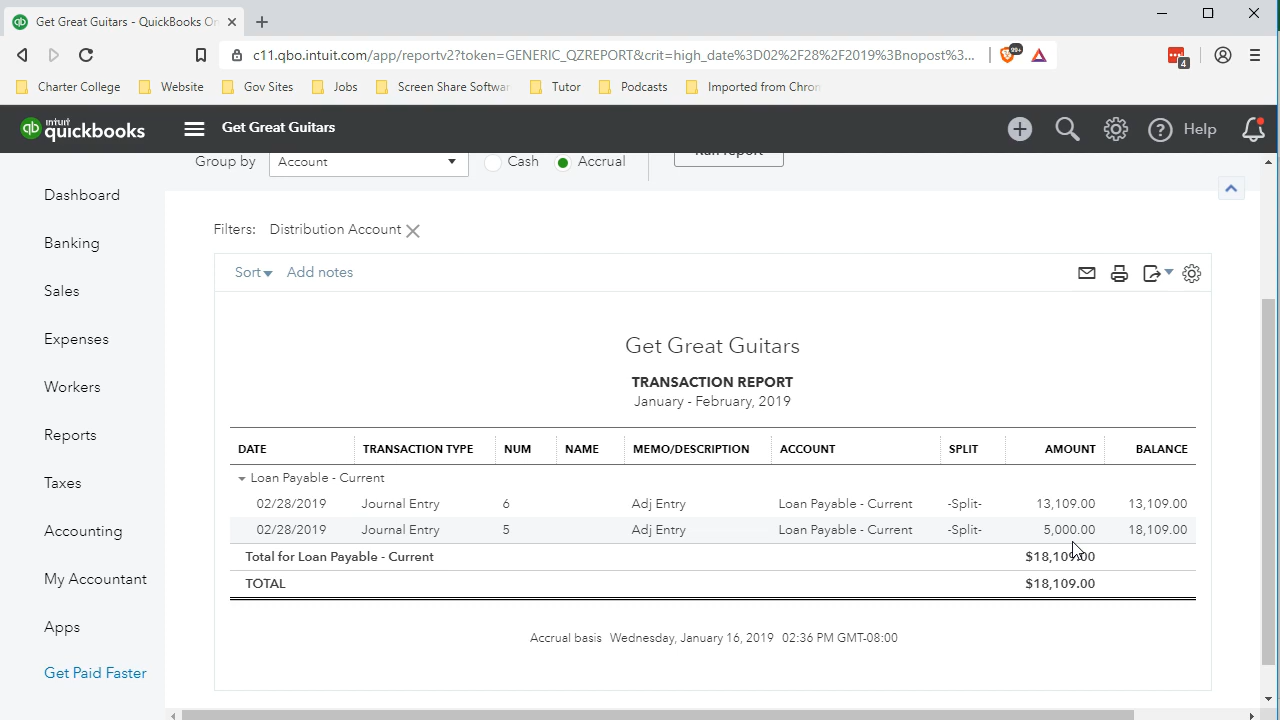 Get Great Guitars - QuickBooks On
c11.qbo.intuit.com/app/reportv2?token=GENERIC_QZREPORT&crit=high_date%3D02%2F28%2F2019%3Bnopost%3...
99+
4
Charter College Website Gov Sites Jobs Screen Share Softwar Tutor Podcasts Imported from Chron
intuit quickbooks Get Great Guitars Help
Group by Account Cash Accrual Run report
Dashboard
Banking
Sales
Expenses
Workers
Reports
Taxes
Accounting
My Accountant
Apps
Get Paid Faster
Filters: Distribution Account
Sort Add notes
Get Great Guitars
TRANSACTION REPORT
January - February, 2019
DATE TRANSACTION TYPE NUM NAME MEMO/DESCRIPTION ACCOUNT SPLIT AMOUNT BALANCE
Loan Payable - Current
02/28/2019 Journal Entry 6 Adj Entry Loan Payable - Current -Split- 13,109.00 13,109.00
02/28/2019 Journal Entry 5 Adj Entry Loan Payable - Current -Split- 5,000.00 18,109.00
Total for Loan Payable - Current $18,109.00
TOTAL $18,109.00
Accrual basis Wednesday, January 16, 2019 02:36 PM GMT-08:00